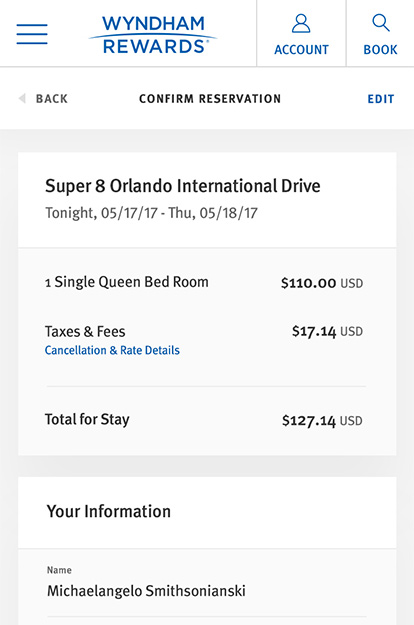 WYNDHAM
REWARDS®
ACCOUNT
BOOK
BACK
CONFIRM RESERVATION
EDIT
Super 8 Orlando International Drive
Tonight, 05/17/17 - Thu, 05/18/17
1 Single Queen Bed Room $110.00 USD
Taxes & Fees $17.14 USD
Cancellation & Rate Details
Total for Stay $127.14 USD
Your Information
Name
Michaelangelo Smithsonianski